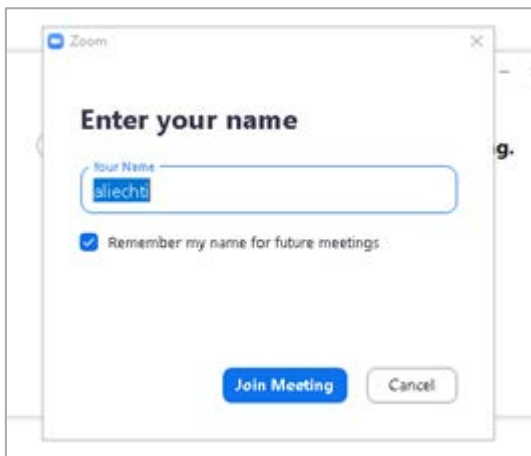 Zoom
Enter your name
g.
Your Name
aliechti
Remember my name for future meetings
Join Meeting Cancel